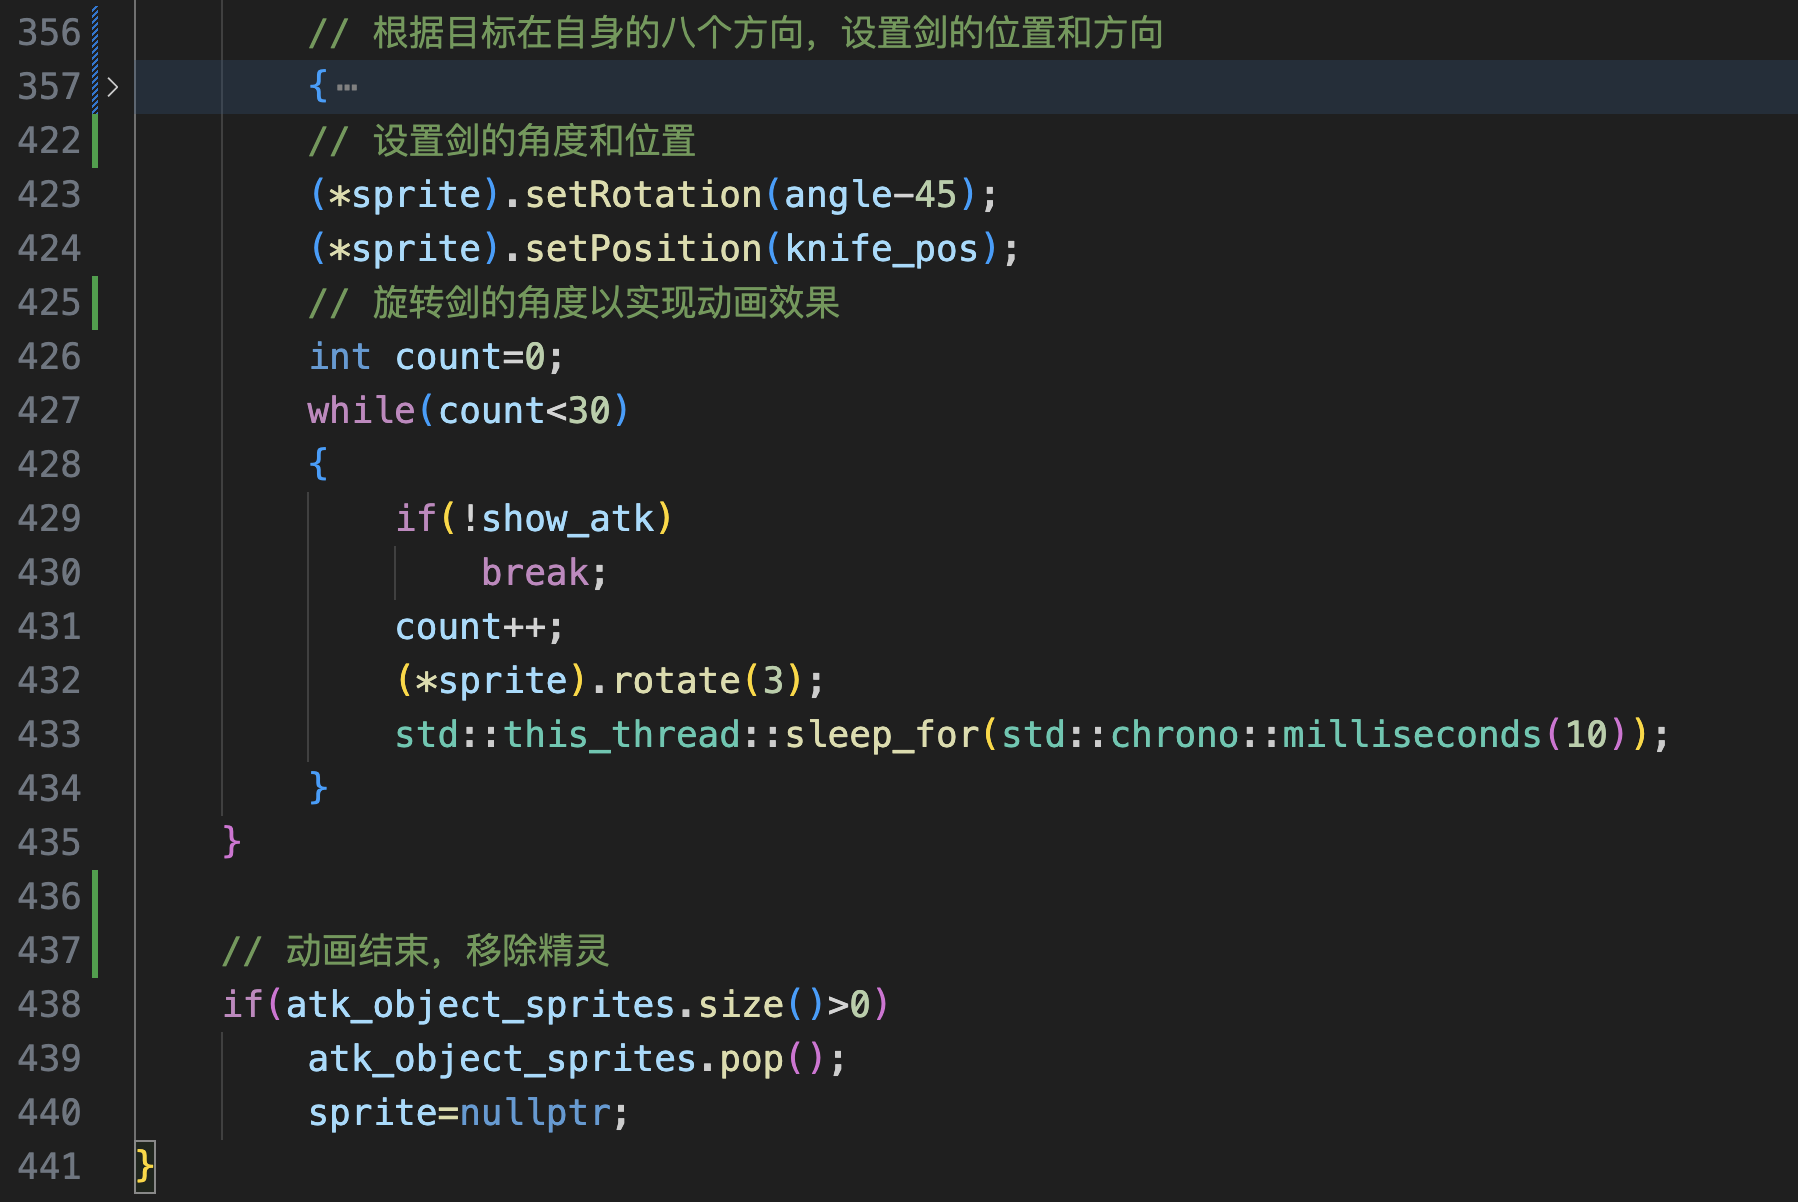 356 // 根据目标在自身的八个方向，设置剑的位置和方向
357 > { ⋯
422 // 设置剑的角度和位置
423 (*sprite).setRotation(angle-45);
424 (*sprite).setPosition(knife_pos);
425 // 旋转剑的角度以实现动画效果
426 int count=0;
427 while(count<30)
428 {
429 if(!show_atk)
430 break;
431 count++;
432 (*sprite).rotate(3);
433 std::this_thread::sleep_for(std::chrono::milliseconds(10));
434 }
435 }
436
437 // 动画结束，移除精灵
438 if(atk_object_sprites.size()>0)
439 atk_object_sprites.pop();
440 sprite=nullptr;
441 }